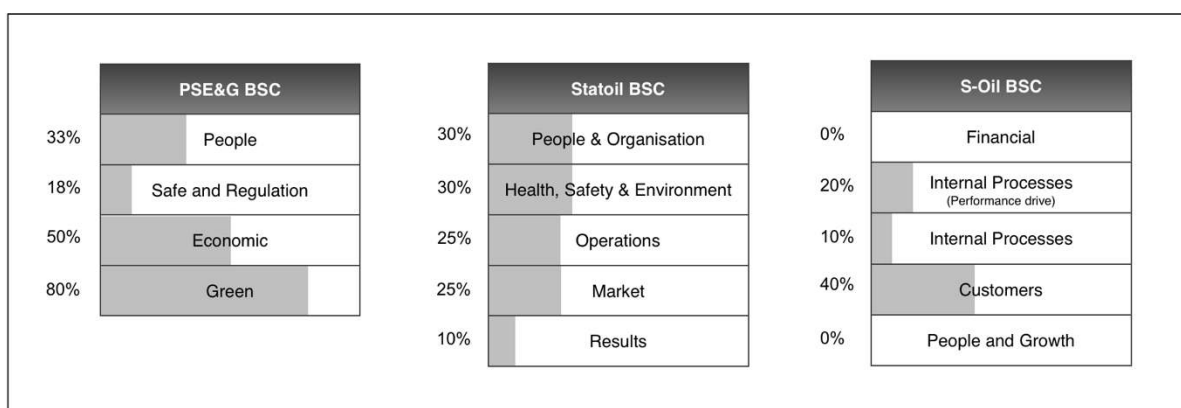 PSE&G BSC
33%
People
18%
Safe and Regulation
50%
Economic
80%
Green
Statoil BSC
30%
People & Organisation
30%
Health, Safety & Environment
25%
Operations
25%
Market
10%
Results
S-Oil BSC
0%
Financial
20%
Internal Processes
(Performance drive)
10%
Internal Processes
40%
Customers
0%
People and Growth